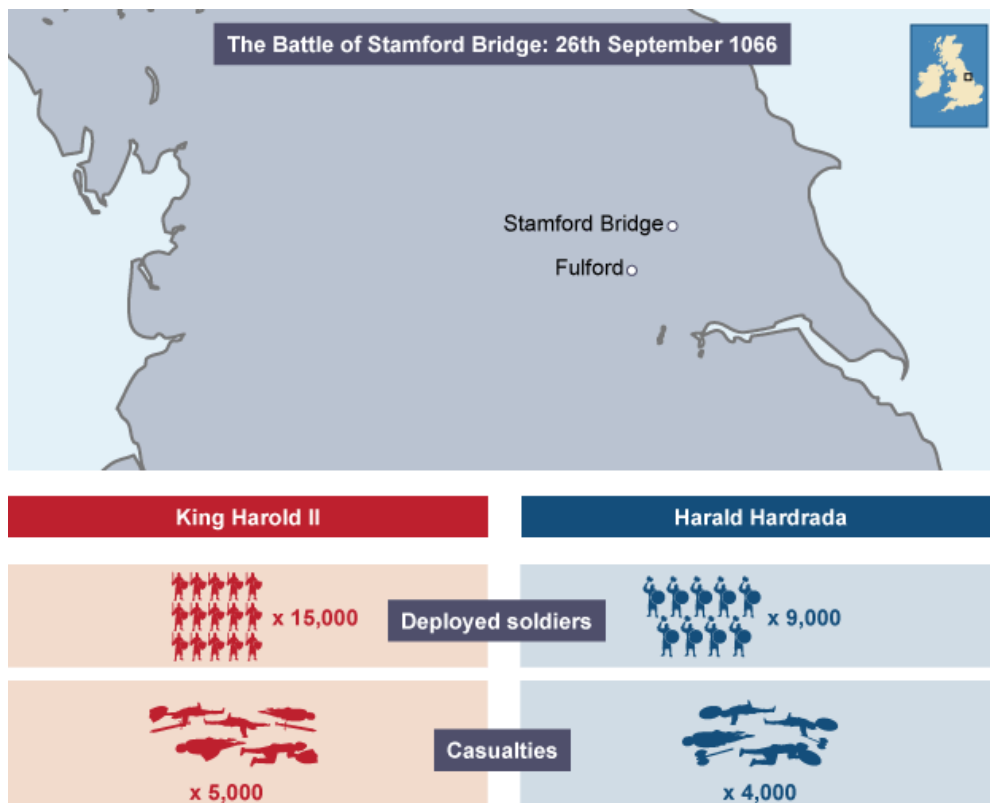 The Battle of Stamford Bridge: 26th September 1066
Stamford Bridge
Fulford
King Harold II
Harald Hardrada
x 15,000
Deployed soldiers
x 9,000
Casualties
x 5,000
x 4,000